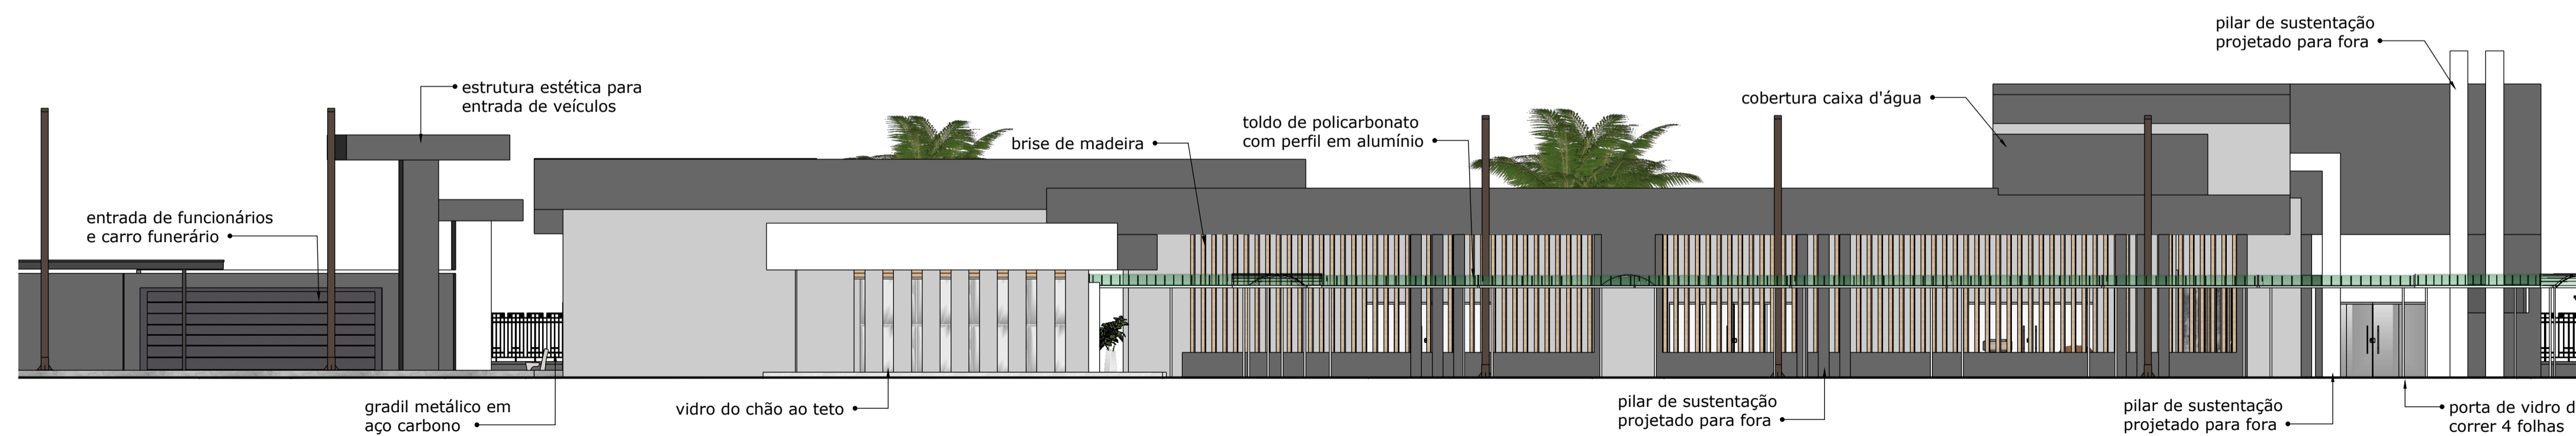 pilar de sustentação
projetado para fora
estrutura estética para
entrada de veículos
cobertura caixa d'água
toldo de policarbonato
com perfil em alumínio
brise de madeira
entrada de funcionários
e carro funerário
gradil metálico em
aço carbono
vidro do chão ao teto
pilar de sustentação
projetado para fora
pilar de sustentação
projetado para fora
porta de vidro d
correr 4 folhas